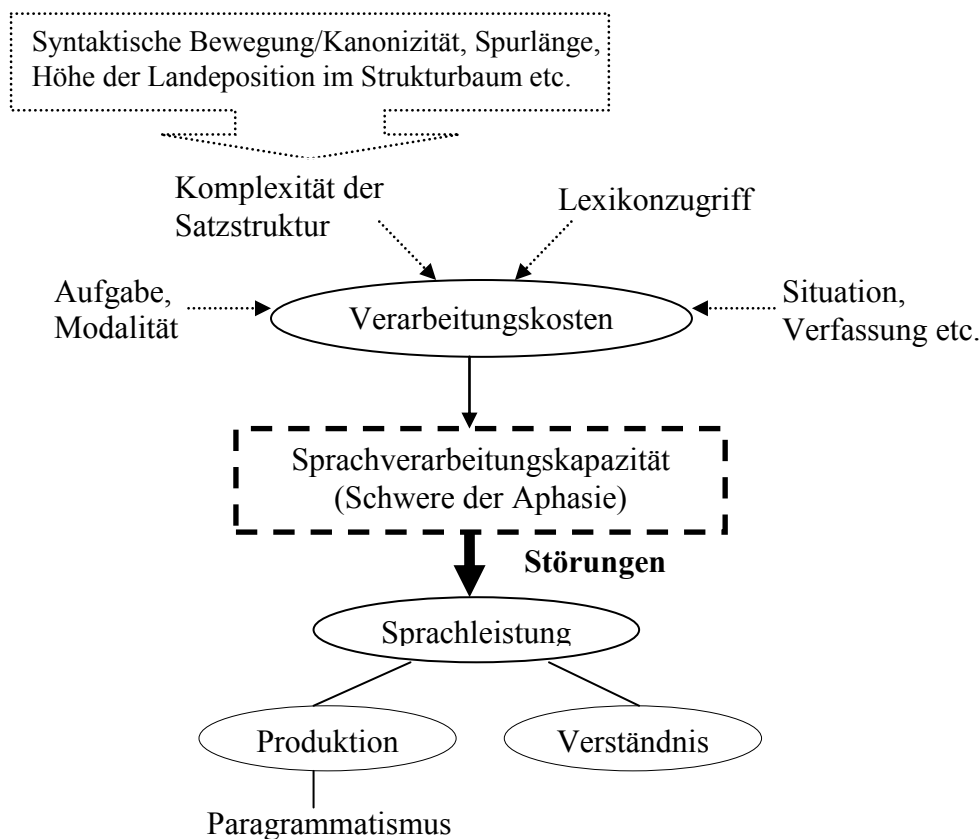 Syntaktische Bewegung/Kanonizität, Spurlänge,
Höhe der Landeposition im Strukturbaum etc.
Komplexität der
Satzstruktur
Lexikonzugriff
Aufgabe,
Modalität
Verarbeitungskosten
Situation,
Verfassung etc.
Sprachverarbeitungskapazität
(Schwere der Aphasie)
Störungen
Sprachleistung
Produktion
Verständnis
Paragrammatismus